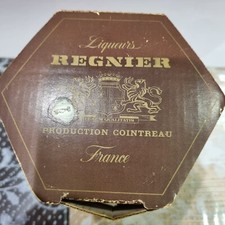 Liqueurs
REGNIER
PRODUCTION COINTREAU
France